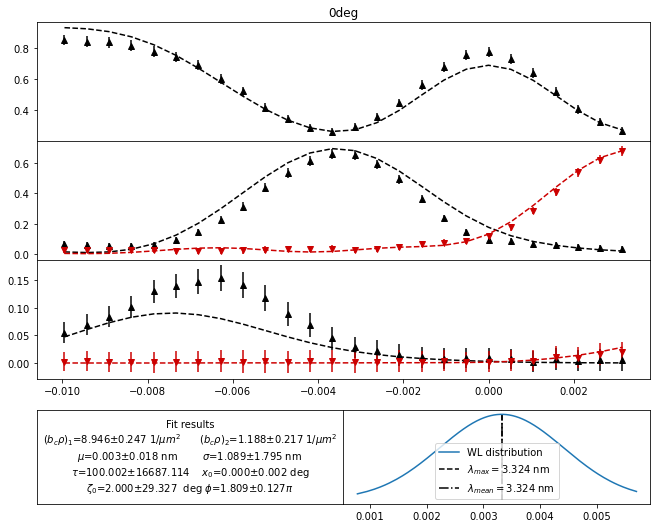 0deg
0.8
0.6
0.4
0.6
0.4
0.2
0.0
0.15
0.10
0.05
0.00
−0.010 −0.008 −0.006 −0.004 −0.002 0.000 0.002
Fit results
(b_cρ)_1=8.946±0.247 1/μm^2 (b_cρ)_2=1.188±0.217 1/μm^2
μ=0.003±0.018 nm σ=1.089±1.795 nm
τ=100.002±16687.114 x_0=0.000±0.002 deg
ζ_0=2.000±29.327 deg ϕ=1.809±0.127π
WL distribution
λ_max=3.324 nm
λ_mean=3.324 nm
0.001 0.002 0.003 0.004 0.005